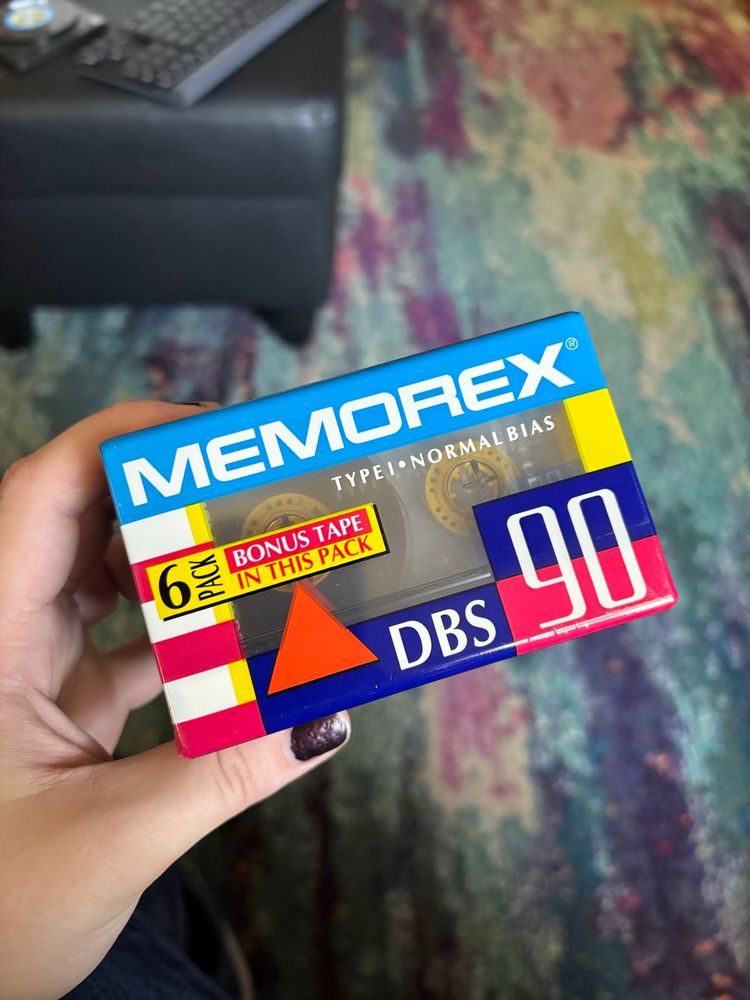 MEMOREX®
TYPE I • NORMAL BIAS
6 PACK
BONUS TAPE
IN THIS PACK
DBS
90